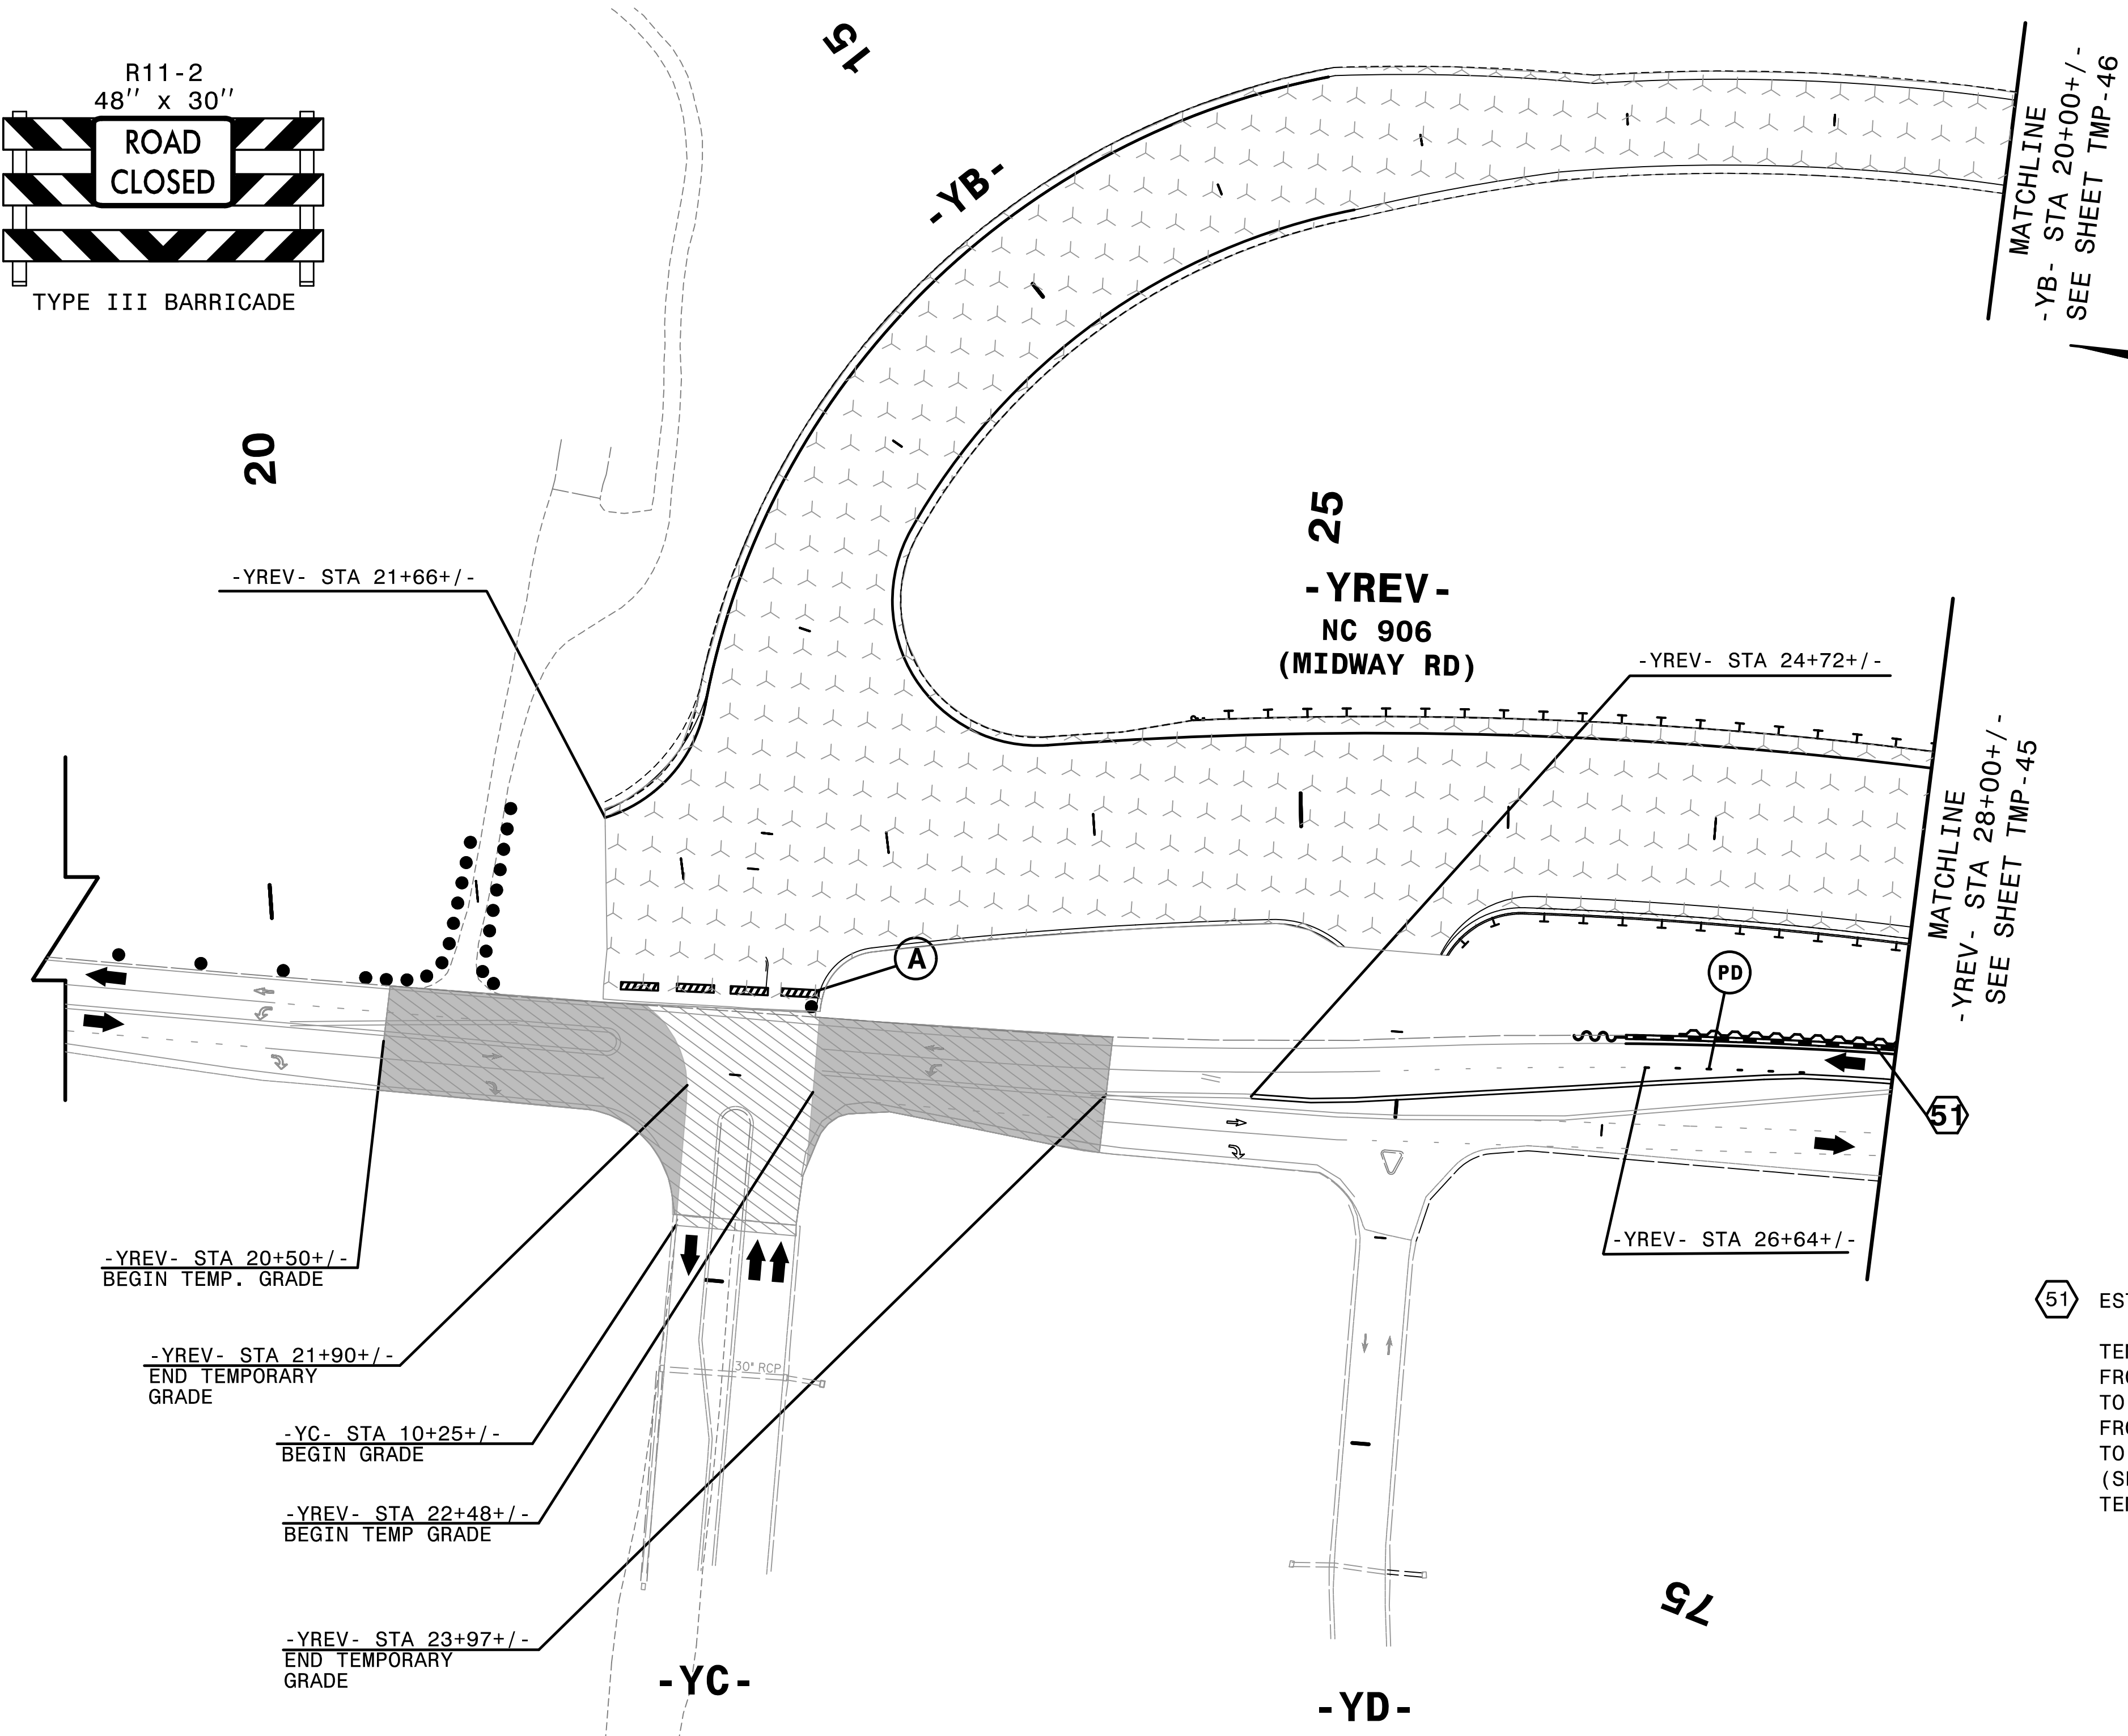 R11-2
48'' x 30''
ROAD
CLOSED
TYPE III BARRICADE
15
-YB-
MATCHLINE
-YB- STA 20+00+/-
SEE SHEET TMP-46
20
25
-YREV-
NC 906
(MIDWAY RD)
-YREV- STA 21+66+/-
-YREV- STA 24+72+/-
MATCHLINE
-YREV- STA 28+00+/-
SEE SHEET TMP-45
A
PD
51
-YREV- STA 20+50+/-
BEGIN TEMP. GRADE
-YREV- STA 26+64+/-
-YREV- STA 21+90+/-
END TEMPORARY
GRADE
30" RCP
-YC- STA 10+25+/-
BEGIN GRADE
-YREV- STA 22+48+/-
BEGIN TEMP GRADE
-YREV- STA 23+97+/-
END TEMPORARY
GRADE
-YC-
-YD-
75
51
TO
TO